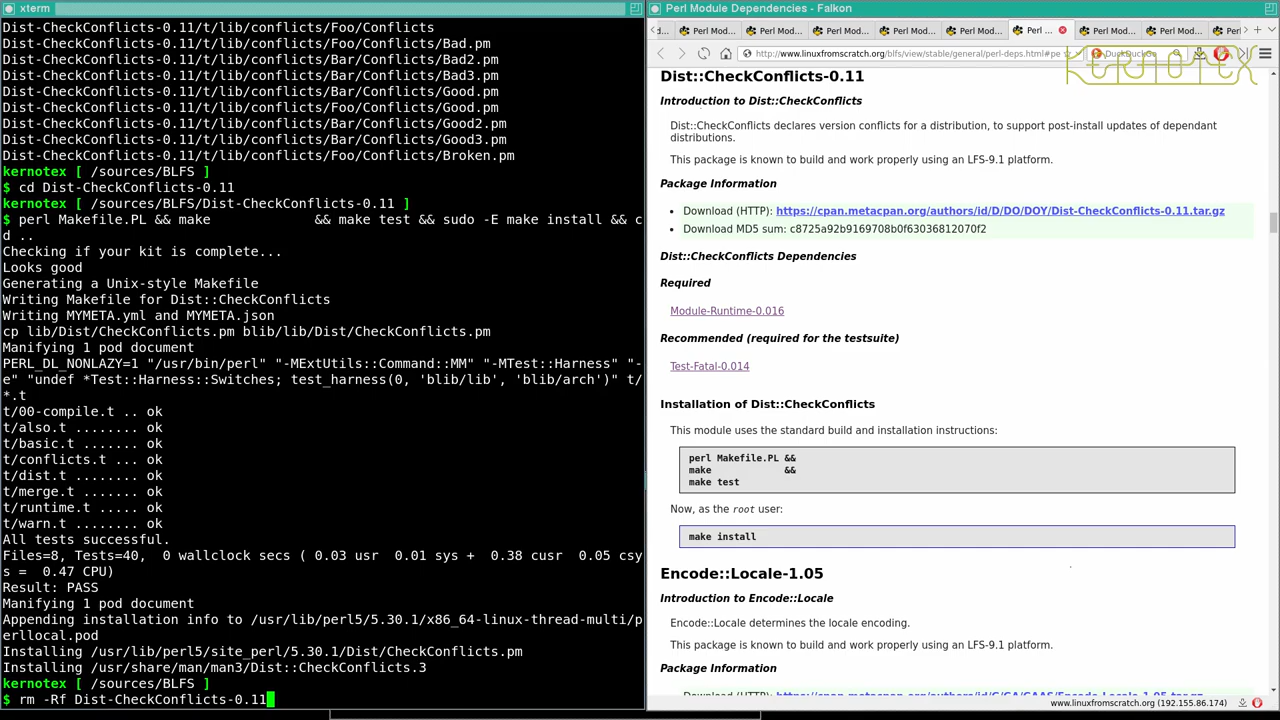 xterm
Dist-CheckConflicts-0.11/t/lib/conflicts/Foo/Conflicts
Dist-CheckConflicts-0.11/t/lib/conflicts/Foo/Conflicts/Bad.pm
Dist-CheckConflicts-0.11/t/lib/conflicts/Foo/Conflicts/Bad2.pm
Dist-CheckConflicts-0.11/t/lib/conflicts/Bar/Conflicts/Bad3.pm
Dist-CheckConflicts-0.11/t/lib/conflicts/Bar/Conflicts/Good.pm
Dist-CheckConflicts-0.11/t/lib/conflicts/Foo/Conflicts/Good.pm
Dist-CheckConflicts-0.11/t/lib/conflicts/Bar/Conflicts/Good2.pm
Dist-CheckConflicts-0.11/t/lib/conflicts/Bar/Conflicts/Good3.pm
Dist-CheckConflicts-0.11/t/lib/conflicts/Foo/Conflicts/Broken.pm
kernotex [ /sources/BLFS ]
$ cd Dist-CheckConflicts-0.11
kernotex [ /sources/BLFS/Dist-CheckConflicts-0.11 ]
$ perl Makefile.PL && make             && make test && sudo -E make install && c
d ..
Checking if your kit is complete...
Looks good
Generating a Unix-style Makefile
Writing Makefile for Dist::CheckConflicts
Writing MYMETA.yml and MYMETA.json
cp lib/Dist/CheckConflicts.pm blib/lib/Dist/CheckConflicts.pm
Manifying 1 pod document
PERL_DL_NONLAZY=1 "/usr/bin/perl" "-MExtUtils::Command::MM" "-MTest::Harness" "-
e" "undef *Test::Harness::Switches; test_harness(0, 'blib/lib', 'blib/arch')" t/
*.t
t/00-compile.t .. ok
t/also.t ........ ok
t/basic.t ....... ok
t/conflicts.t ... ok
t/dist.t ........ ok
t/merge.t ....... ok
t/runtime.t ..... ok
t/warn.t ........ ok
All tests successful.
Files=8, Tests=40,  0 wallclock secs ( 0.03 usr  0.01 sys +  0.38 cusr  0.05 csy
s =  0.47 CPU)
Result: PASS
Manifying 1 pod document
Appending installation info to /usr/lib/perl5/5.30.1/x86_64-linux-thread-multi/p
erllocal.pod
Installing /usr/lib/perl5/site_perl/5.30.1/Dist/CheckConflicts.pm
Installing /usr/share/man/man3/Dist::CheckConflicts.3
kernotex [ /sources/BLFS ]
$ rm -Rf Dist-CheckConflicts-0.11
Perl Module Dependencies - Falkon
Perl Mod... Perl Mod... Perl Mod... Perl Mod... Perl Mod... Perl ... Perl Mod... Perl Mod...
http://www.linuxfromscratch.org/blfs/view/stable/general/perl-deps.html#pe
DuckDuckGo
KERNOTEX
Dist::CheckConflicts-0.11
Introduction to Dist::CheckConflicts
Dist::CheckConflicts declares version conflicts for a distribution, to support post-install updates of dependant
distributions.
This package is known to build and work properly using an LFS-9.1 platform.
Package Information
• Download (HTTP): https://cpan.metacpan.org/authors/id/D/DO/DOY/Dist-CheckConflicts-0.11.tar.gz
• Download MD5 sum: c8725a92b9169708b0f63036812070f2
Dist::CheckConflicts Dependencies
Required
Module-Runtime-0.016
Recommended (required for the testsuite)
Test-Fatal-0.014
Installation of Dist::CheckConflicts
This module uses the standard build and installation instructions:
perl Makefile.PL &&
make             &&
make test
Now, as the root user:
make install
Encode::Locale-1.05
Introduction to Encode::Locale
Encode::Locale determines the locale encoding.
This package is known to build and work properly using an LFS-9.1 platform.
Package Information
• Download (HTTP): https://cpan.metacpan.org/authors/id/G/GA/GAAS/Encode-Locale-1.05.tar.gz
www.linuxfromscratch.org (192.155.86.174)